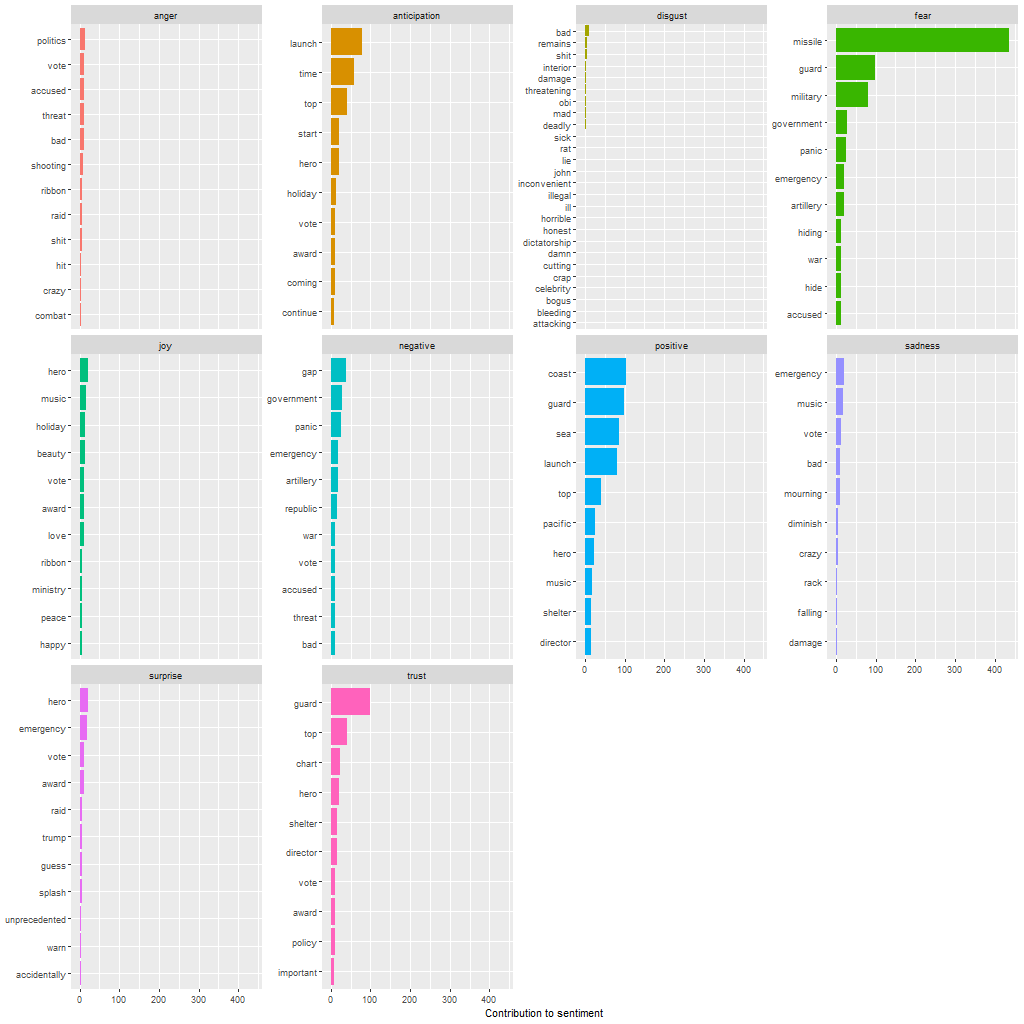 anger
politics
vote
accused
threat
bad
shooting
ribbon
raid
shit
hit
crazy
combat
anticipation
launch
time
top
start
hero
holiday
vote
award
coming
continue
disgust
bad
remains
shit
interior
damage
threatening
obi
mad
deadly
sick
rat
lie
john
inconvenient
illegal
ill
horrible
honest
dictatorship
damn
cutting
crap
celebrity
bogus
bleeding
attacking
fear
missile
guard
military
government
panic
emergency
artillery
hiding
war
hide
accused
joy
hero
music
holiday
beauty
vote
award
love
ribbon
ministry
peace
happy
negative
gap
government
panic
emergency
artillery
republic
war
vote
accused
threat
bad
positive
coast
guard
sea
launch
top
pacific
hero
music
shelter
director
0 100 200 300 400
sadness
emergency
music
vote
bad
mourning
diminish
crazy
rack
falling
damage
0 100 200 300 400
surprise
hero
emergency
vote
award
raid
trump
guess
splash
unprecedented
warn
accidentally
0 100 200 300 400
trust
guard
top
chart
hero
shelter
director
vote
award
policy
important
0 100 200 300 400
Contribution to sentiment